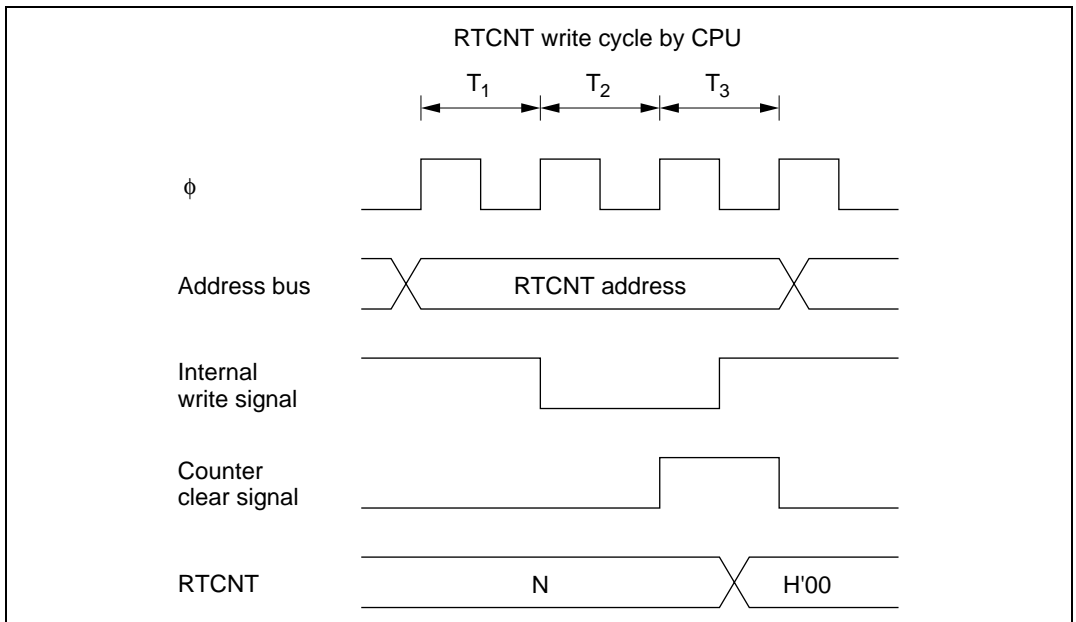 RTCNT write cycle by CPU
T1 T2 T3
ϕ
Address bus
RTCNT address
Internal
write signal
Counter
clear signal
RTCNT
N
H'00